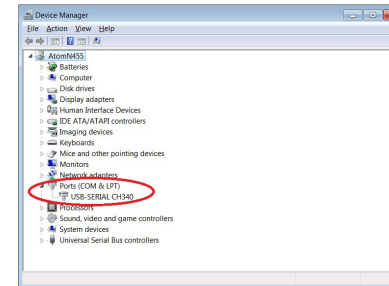 Device Manager
File Action View Help
AtomN455
Batteries
Computer
Disk drives
Display adapters
Human Interface Devices
IDE ATA/ATAPI controllers
Imaging devices
Keyboards
Mice and other pointing devices
Monitors
Network adapters
Ports (COM & LPT)
USB-SERIAL CH340
Processors
Sound, video and game controllers
System devices
Universal Serial Bus controllers